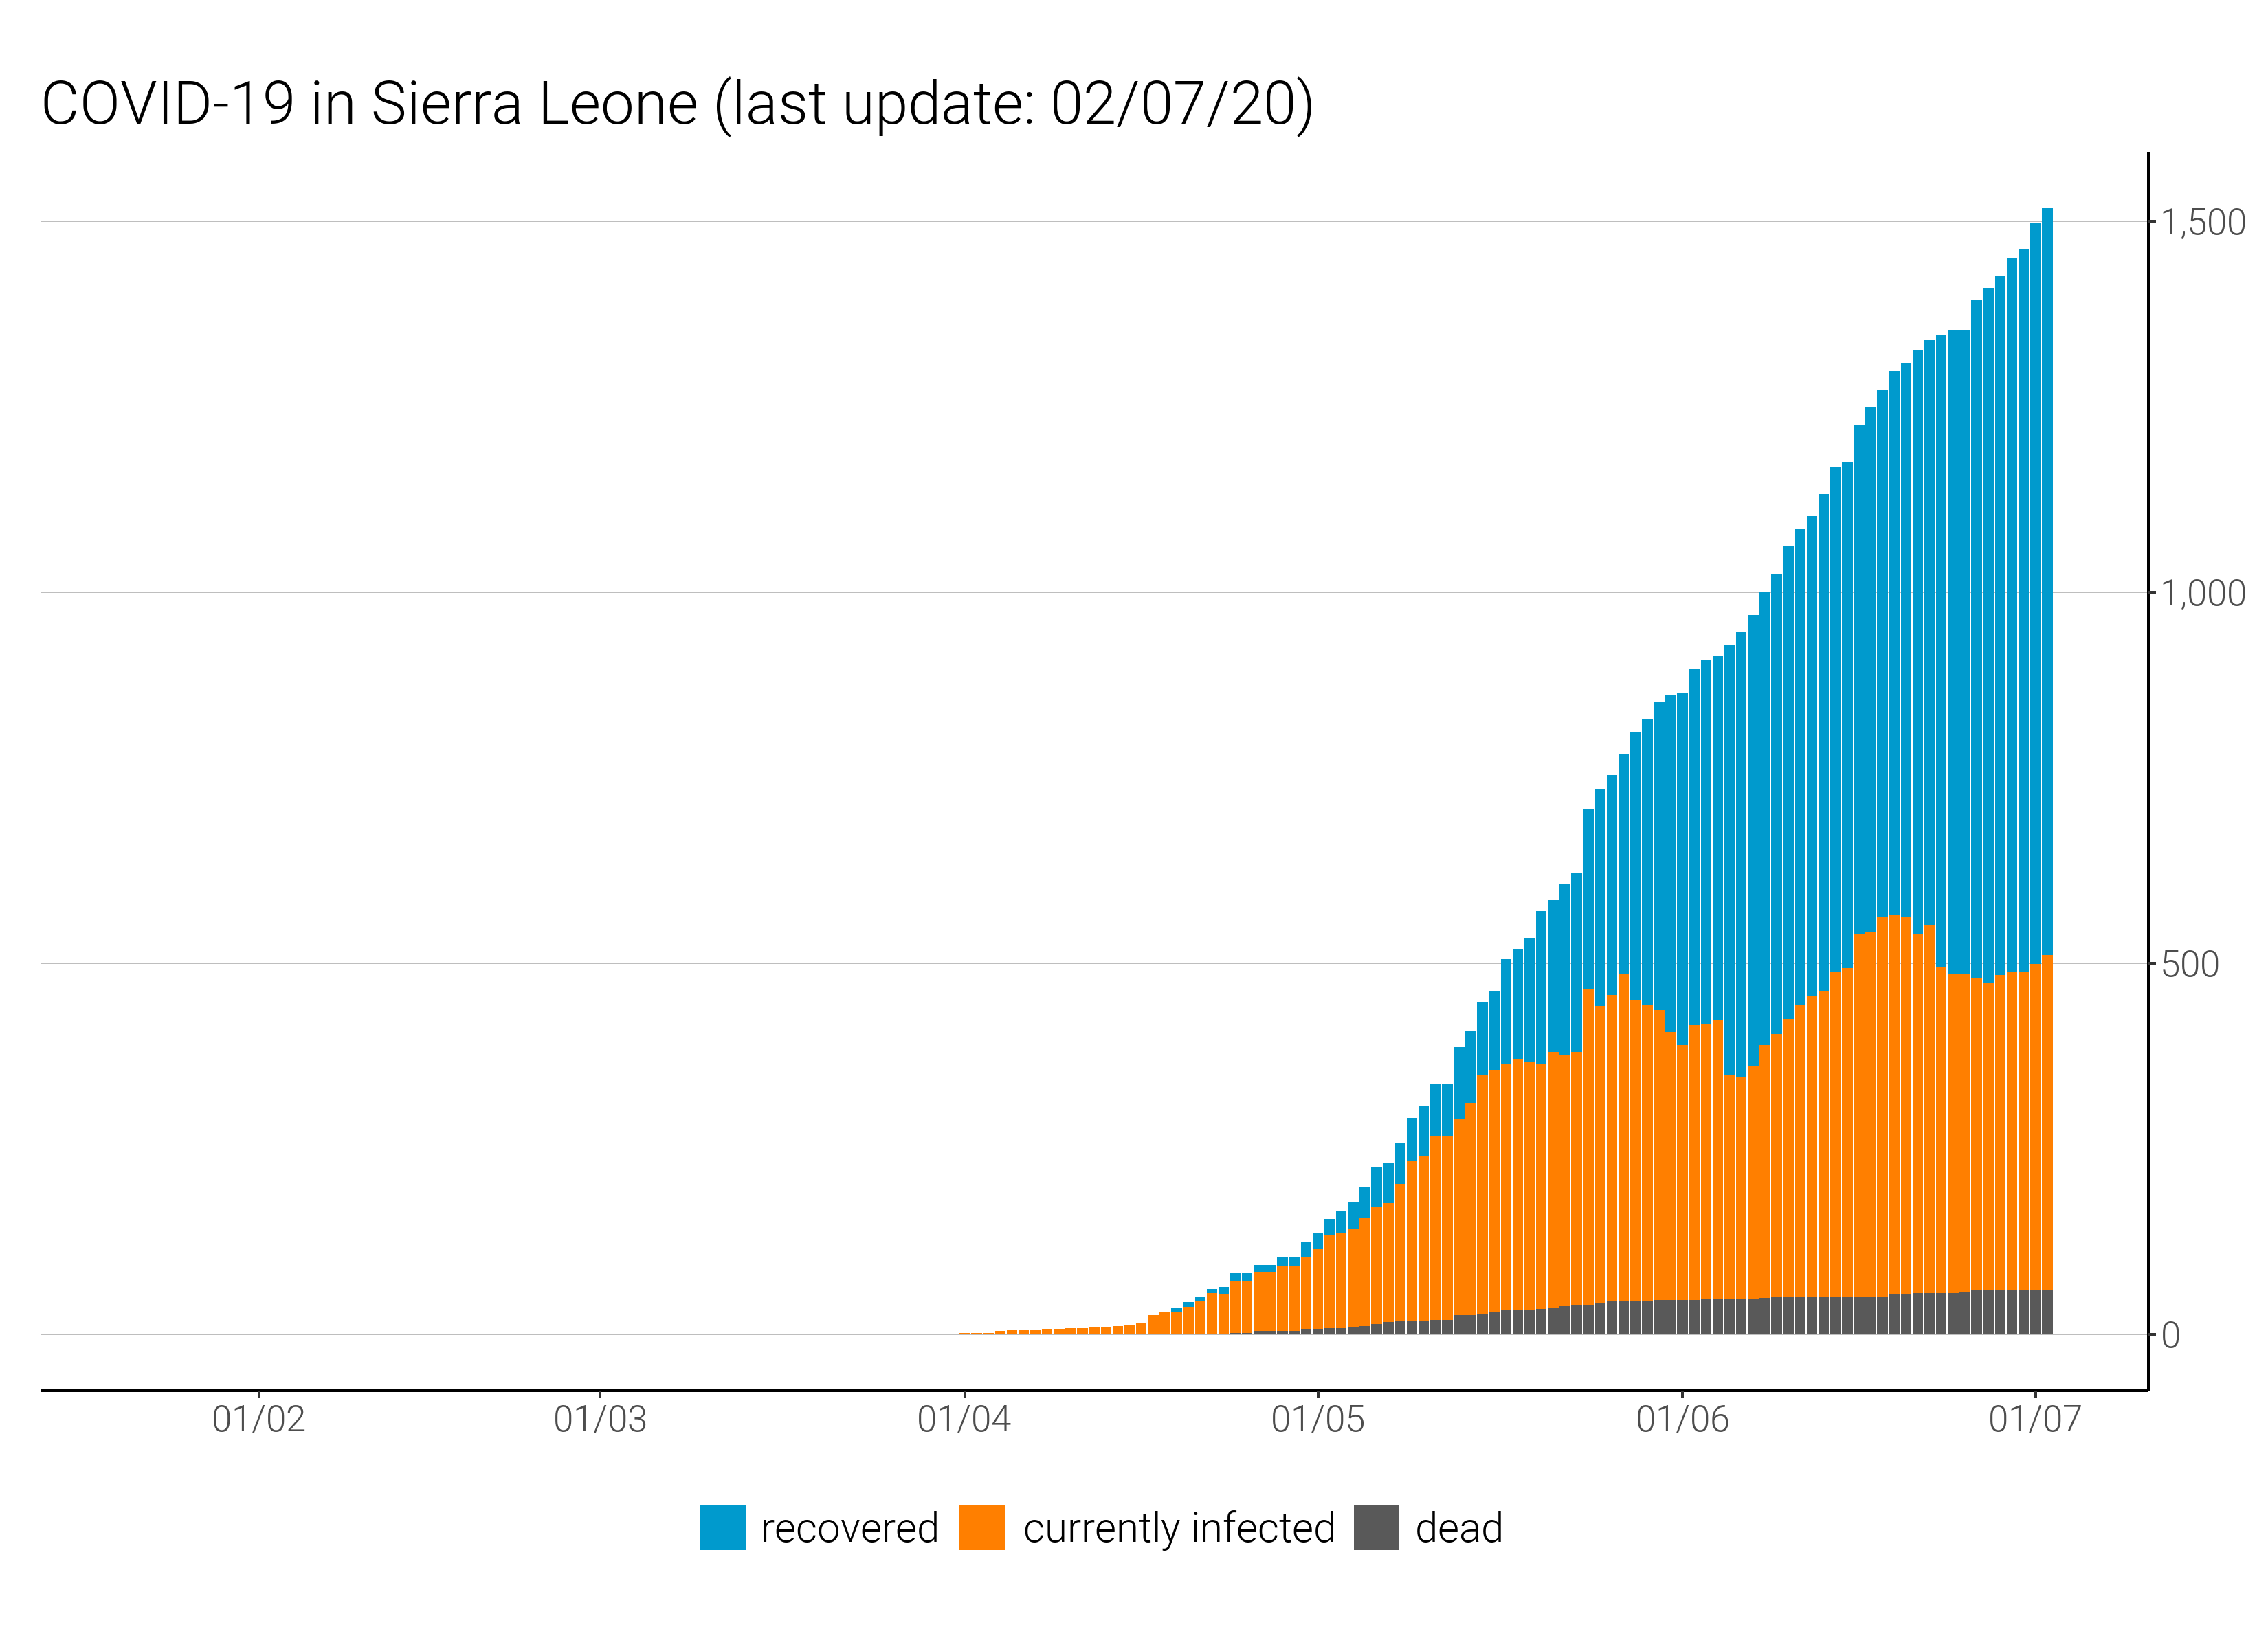 COVID-19 in Sierra Leone (last update: 02/07/20)
1,500
1,000
500
0
01/02 01/03 01/04 01/05 01/06 01/07
recovered currently infected dead